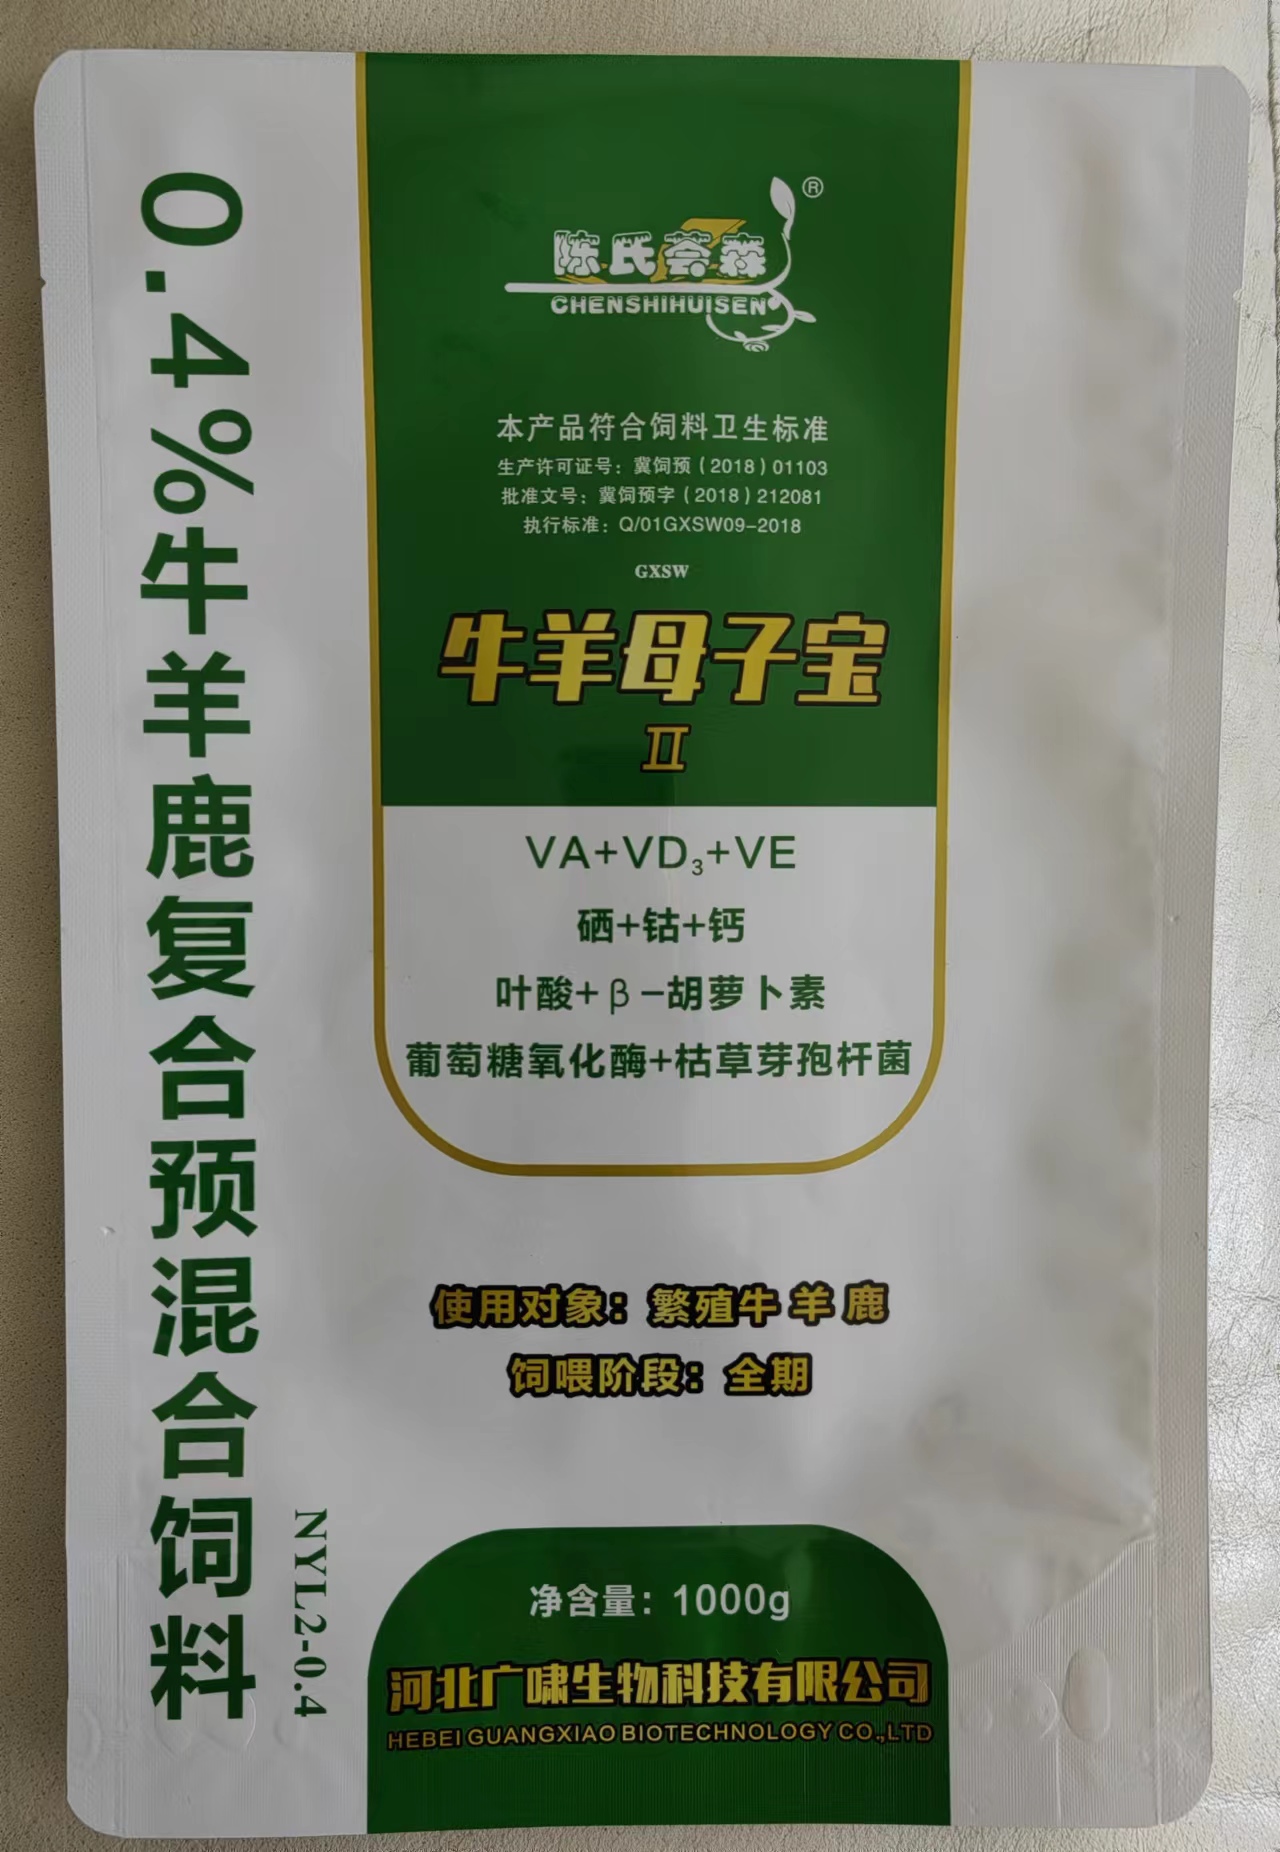 0.4%牛羊鹿复合预混合饲料
NYL2-0.4
陈氏荟森®
CHENSHIHUISEN
本产品符合饲料卫生标准
生产许可证号：冀饲预（2018）01103
批准文号：冀饲预字（2018）212081
执行标准：Q/01GXSW09-2018
GXSW
牛羊母子宝
Ⅱ
VA+VD₃+VE
硒+钴+钙
叶酸+β-胡萝卜素
葡萄糖氧化酶+枯草芽孢杆菌
使用对象：繁殖牛 羊 鹿
饲喂阶段：全期
净含量：1000g
河北广啸生物科技有限公司
HEBEI GUANGXIAO BIOTECHNOLOGY CO.,LTD